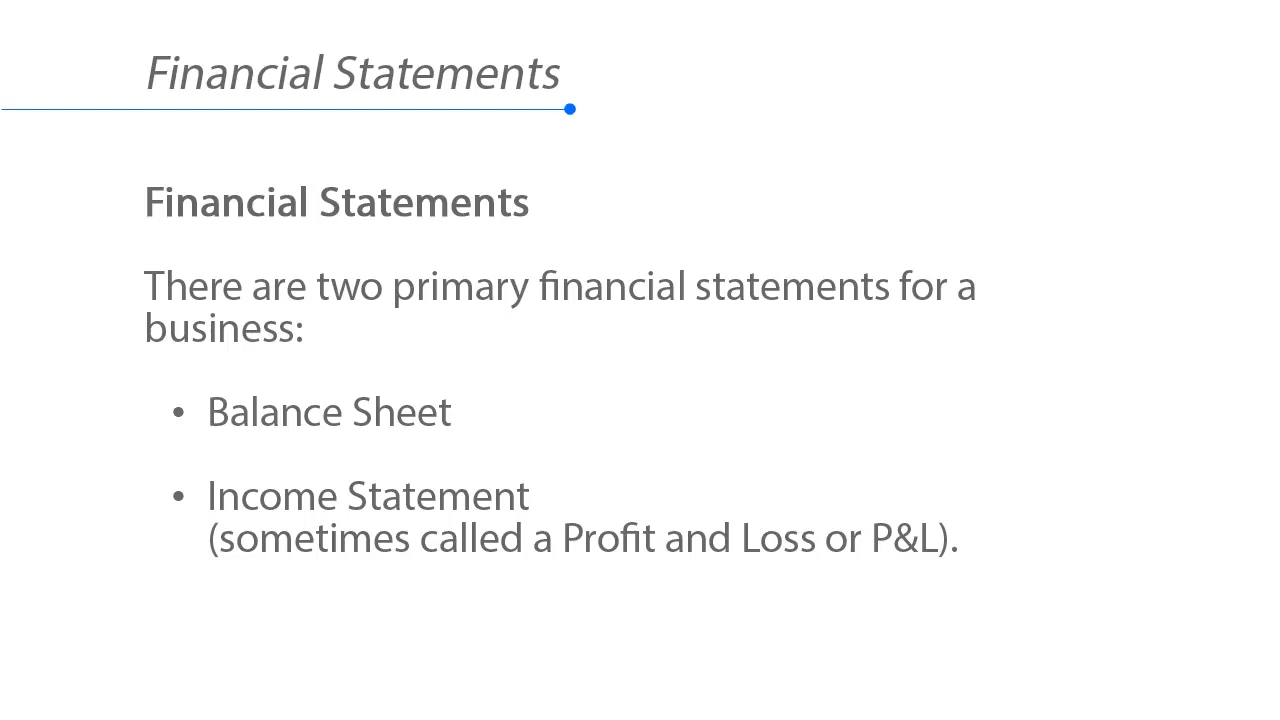 Financial Statements
Financial Statements
There are two primary financial statements for a
business:
• Balance Sheet
• Income Statement
(sometimes called a Profit and Loss or P&L).